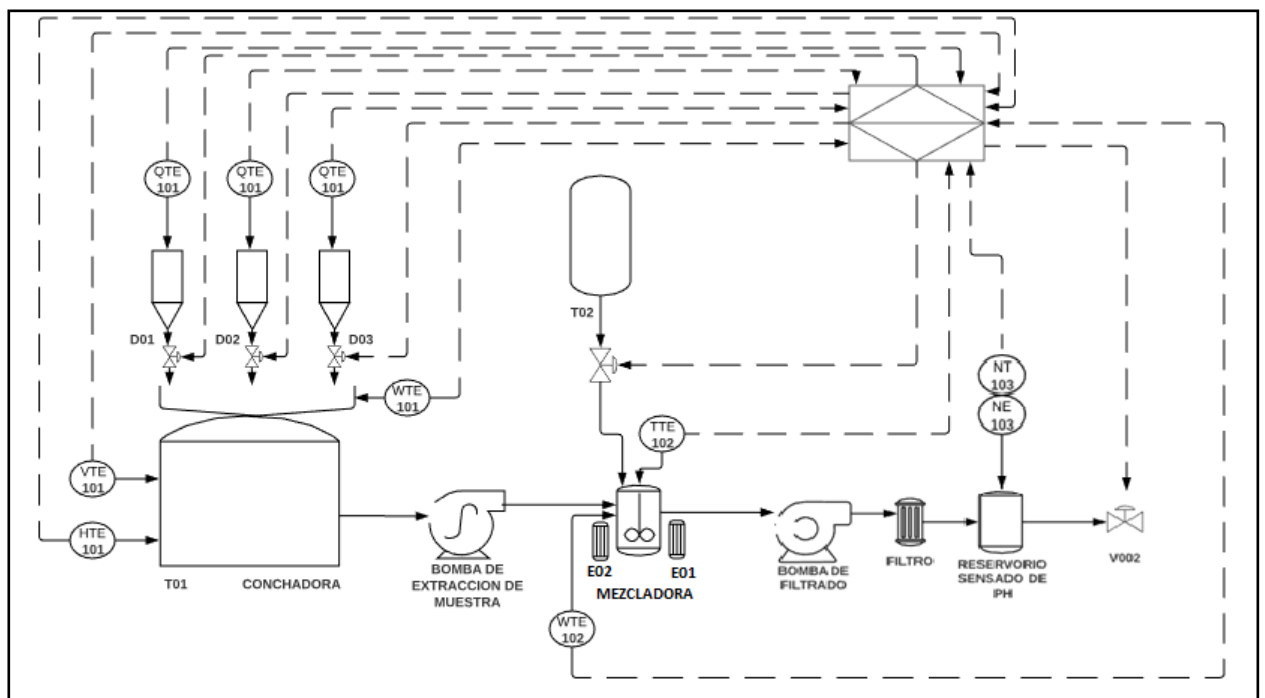 QTE
101
QTE
101
QTE
101
D01
D02
D03
T02
WTE
101
TTE
102
NT
103
NE
103
VTE
101
HTE
101
T01
CONCHADORA
BOMBA DE
EXTRACCION DE
MUESTRA
E02
E01
MEZCLADORA
WTE
102
BOMBA DE
FILTRADO
FILTRO
RESERVORIO
SENSADO DE
PH
V002